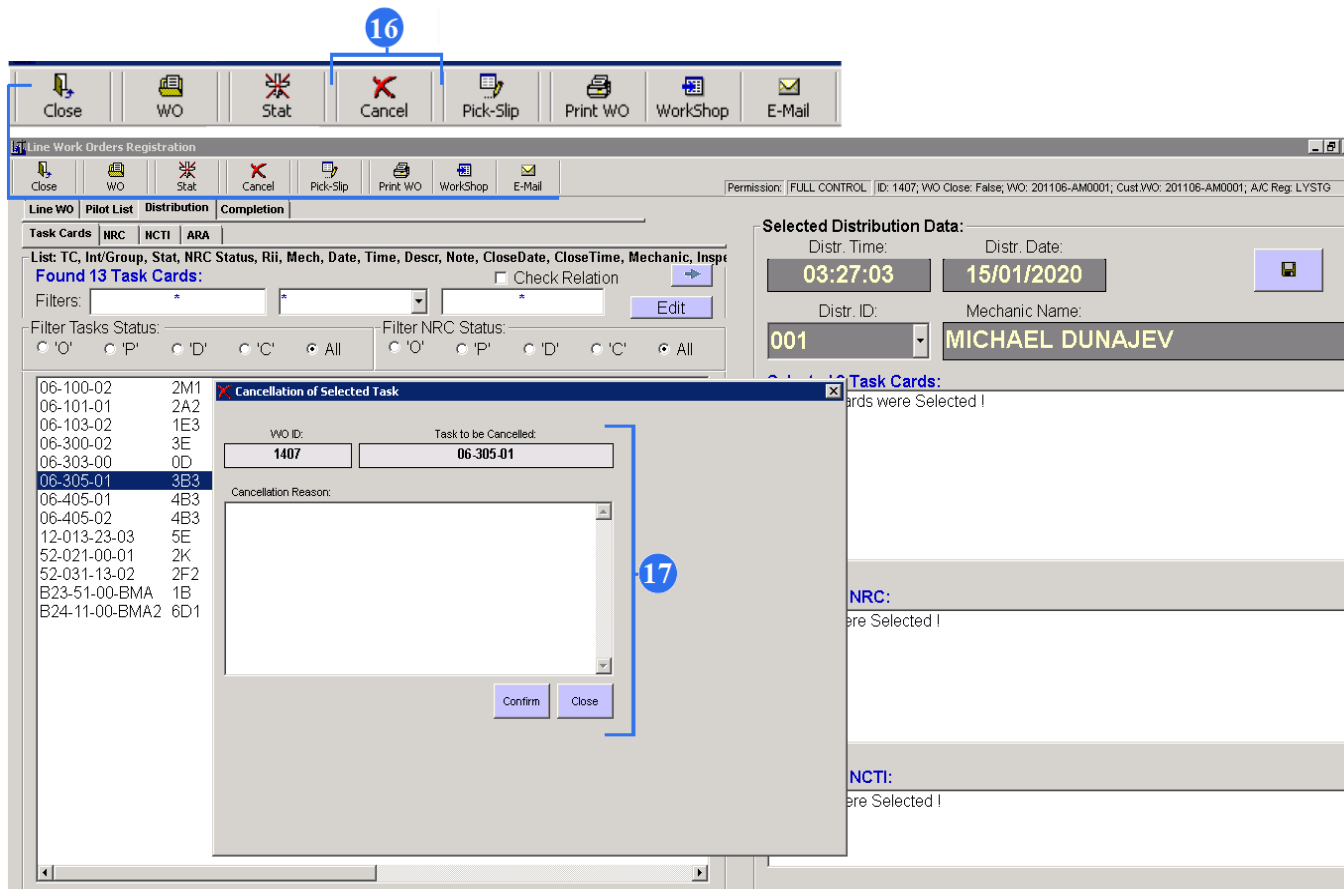 16
Close WO Stat Cancel Pick-Slip Print WO WorkShop E-Mail
Line Work Orders Registration
Close WO Stat Cancel Pick-Slip Print WO WorkShop E-Mail
Permission: FULL CONTROL ID: 1407; WO Close: False; WO: 201106-AM0001; Cust.WO: 201106-AM0001; A/C Reg: LYSTG
Line WO Pilot List Distribution Completion
Task Cards NRC NCTI ARA
List: TC, Int/Group, Stat, NRC Status, Rii, Mech, Date, Time, Descr, Note, CloseDate, CloseTime, Mechanic, Inspe
Found 13 Task Cards:
Check Relation
Filters: * * *
Edit
Filter Tasks Status:
'O' 'P' 'D' 'C' All
Filter NRC Status:
'O' 'P' 'D' 'C' All
06-100-02 2M1
06-101-01 2A2
06-103-02 1E3
06-300-02 3E
06-303-00 0D
06-305-01 3B3
06-405-01 4B3
06-405-02 4B3
12-013-23-03 5E
52-021-00-01 2K
52-031-13-02 2F2
B23-51-00-BMA 1B
B24-11-00-BMA2 6D1
Cancellation of Selected Task
WO ID: Task to be Cancelled:
1407 06-305-01
Cancellation Reason:
17
Confirm Close
Selected Distribution Data:
Distr. Time: Distr. Date:
03:27:03 15/01/2020
Distr. ID: Mechanic Name:
001 MICHAEL DUNAJEV
Task Cards:
ards were Selected !
NRC:
ere Selected !
NCTI:
ere Selected !